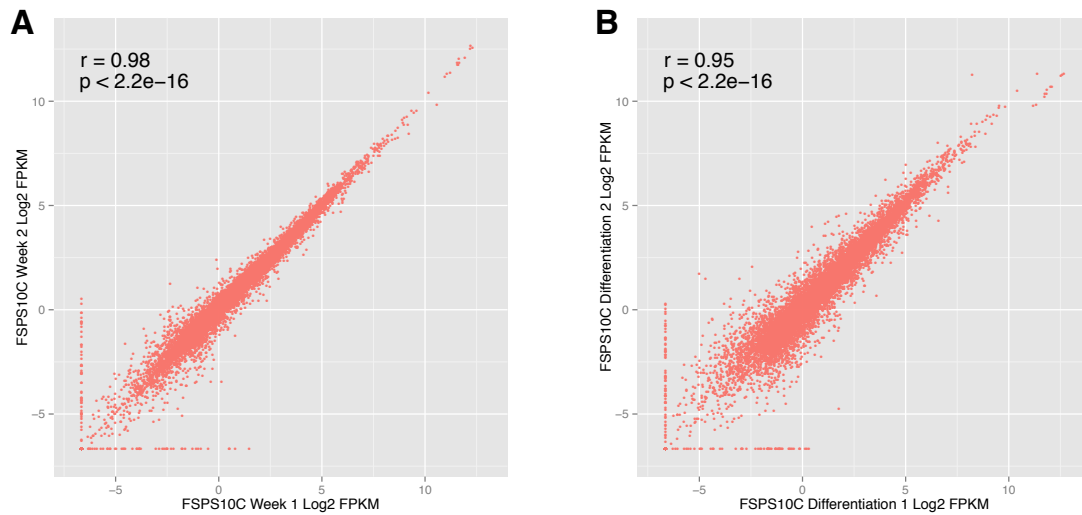 A
r = 0.98
p < 2.2e−16
FSPS10C Week 2 Log2 FPKM
10
5
0
−5
−5 0 5 10
FSPS10C Week 1 Log2 FPKM
B
r = 0.95
p < 2.2e−16
FSPS10C Differentiation 2 Log2 FPKM
10
5
0
−5
−5 0 5 10
FSPS10C Differentiation 1 Log2 FPKM